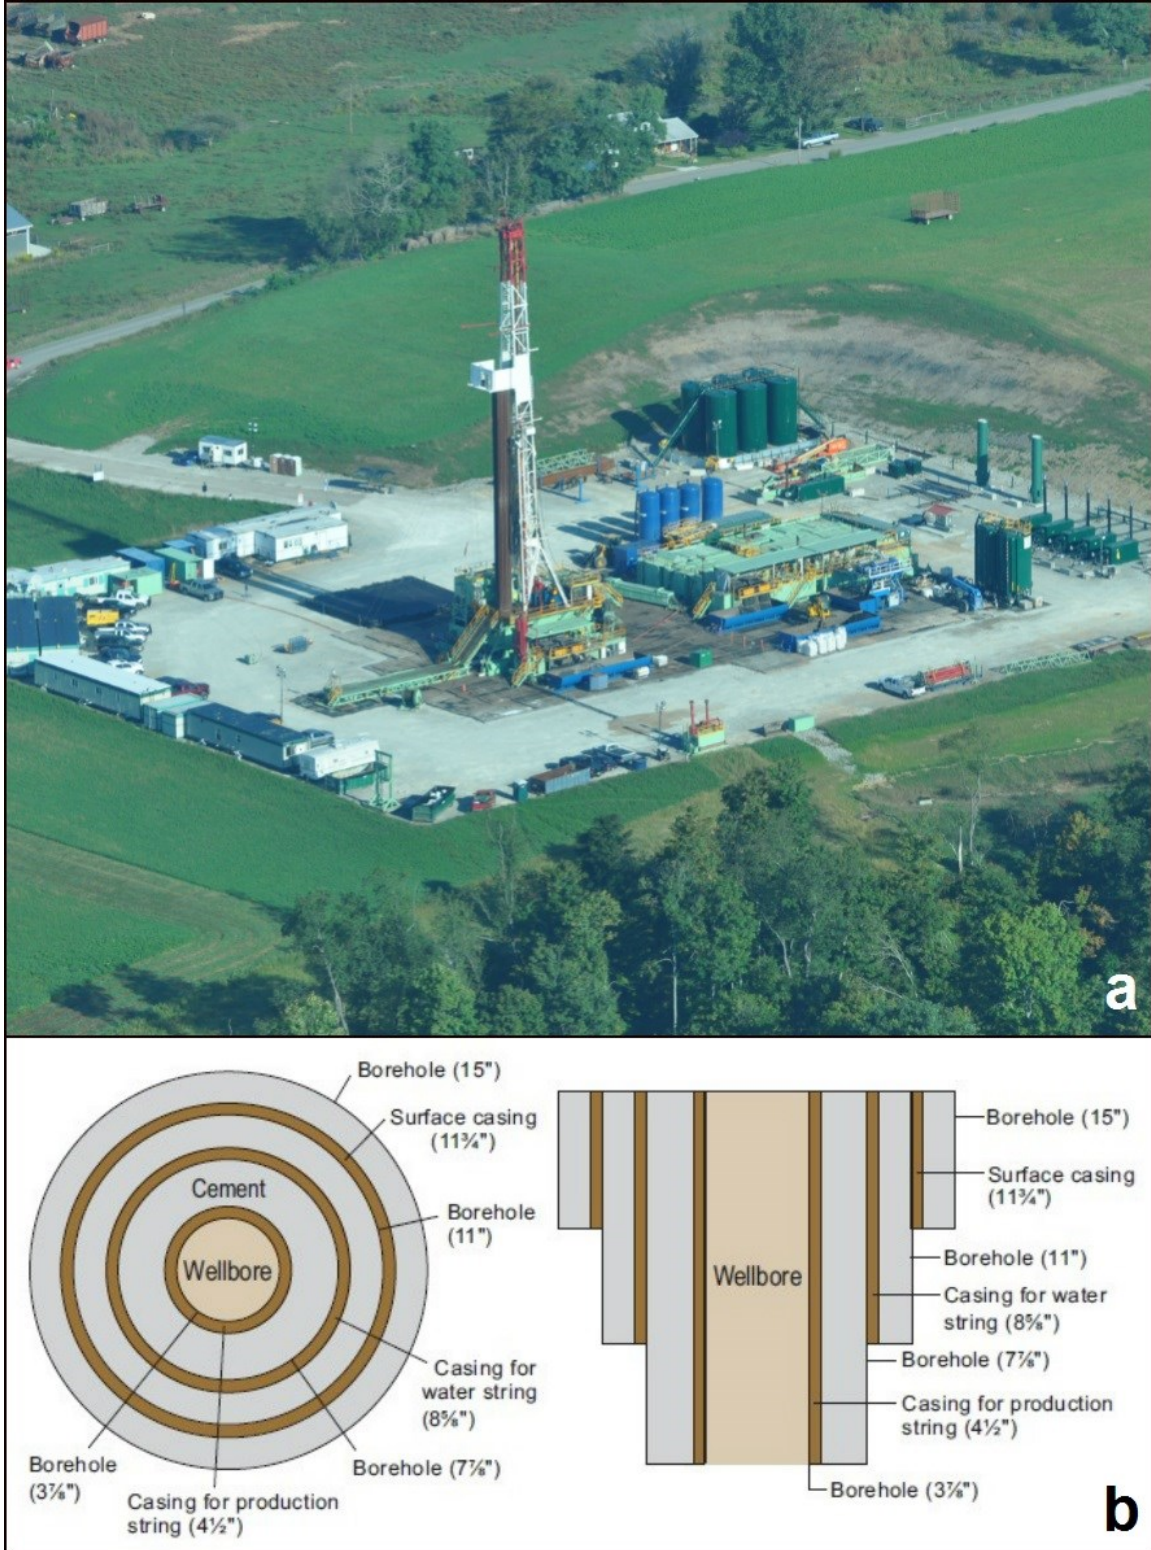 a
Borehole (15")
Surface casing
(11¾")
Cement
Borehole
(11")
Wellbore
Casing for
water string
(8⅝")
Borehole (7⅞")
Borehole
(3⅞")
Casing for production
string (4½")
Borehole (15")
Surface casing
(11¾")
Borehole (11")
Wellbore
Casing for water
string (8⅝")
Borehole (7⅞")
Casing for production
string (4½")
Borehole (3⅞")
b